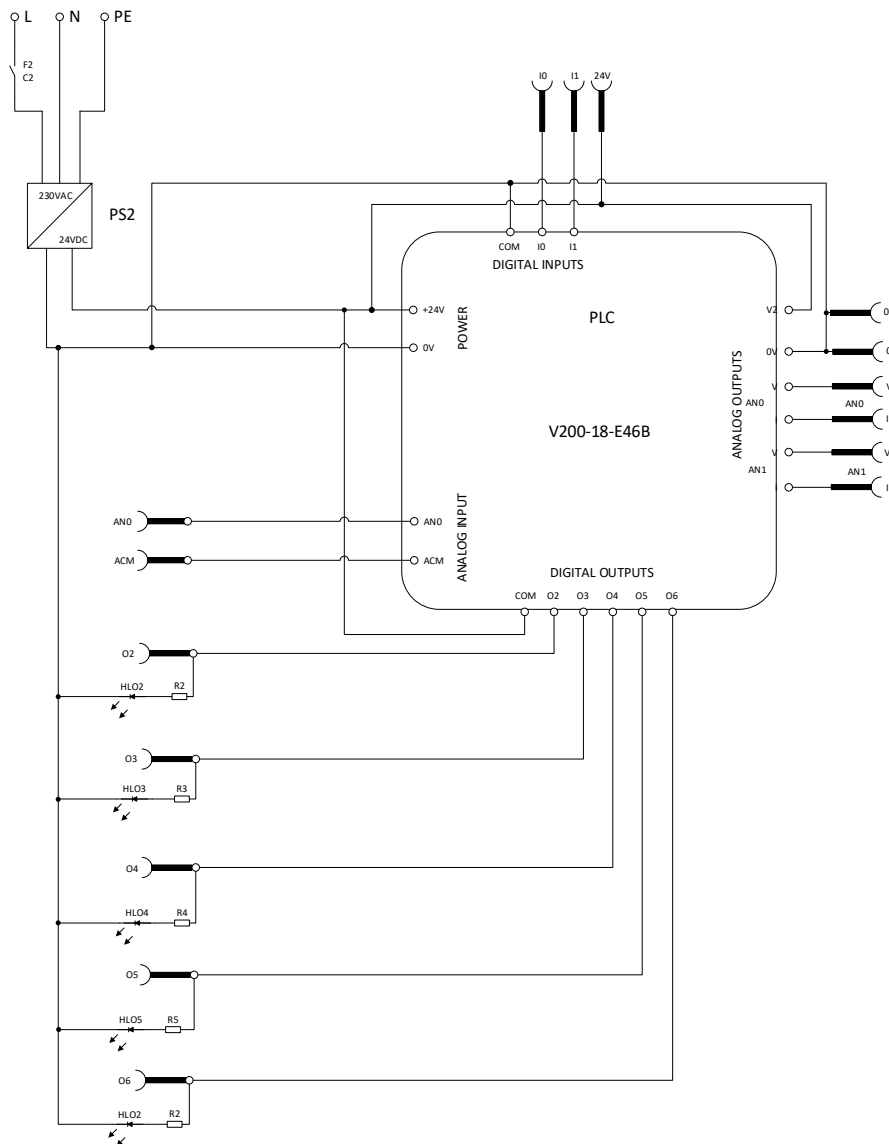 L N PE
F2
C2
I0 I1 24V
230VAC
24VDC
PS2
COM I0 I1
DIGITAL INPUTS
+24V
0V
POWER
PLC
V200-18-E46B
V2
0V
V
AN0
I
V
AN1
I
ANALOG OUTPUTS
0
V
AN0
I
V
AN1
I
AN0
ACM
AN0
ACM
ANALOG INPUT
DIGITAL OUTPUTS
COM O2 O3 O4 O5 O6
O2
HLO2 R2
O3
HLO3 R3
O4
HLO4 R4
O5
HLO5 R5
O6
HLO2 R2